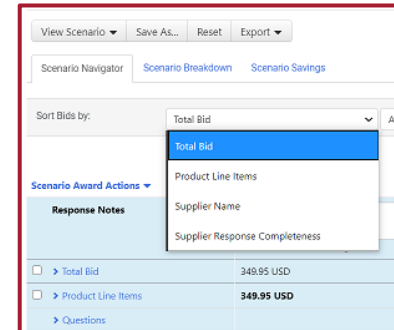 View Scenario Save As... Reset Export
Scenario Navigator Scenario Breakdown Scenario Savings
Sort Bids by: Total Bid A
Total Bid
Product Line Items
Scenario Award Actions
Supplier Name
Response Notes
Supplier Response Completeness
Total Bid 349.95 USD
Product Line Items 349.95 USD
Questions